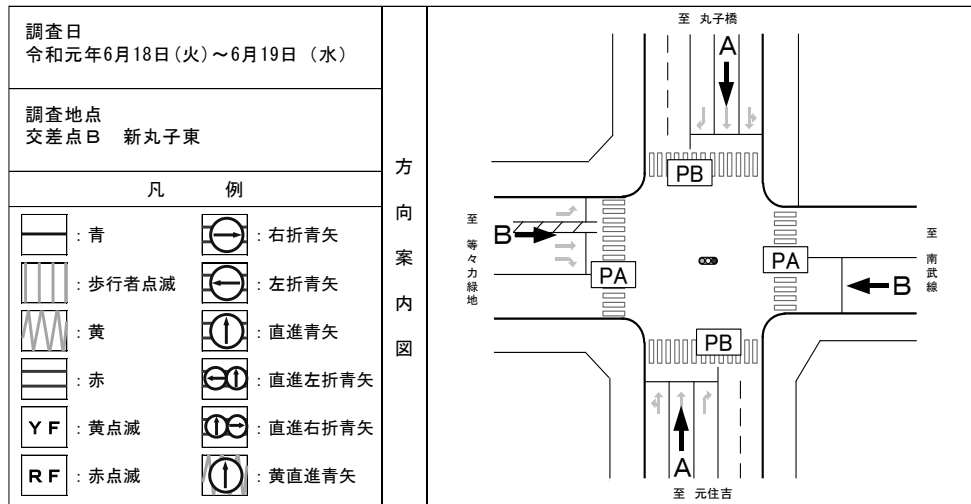 調査日
令和元年6月18日(火)～6月19日 (水)
調査地点
交差点B 新丸子東
凡 例
: 青
: 右折青矢
: 歩行者点滅
: 左折青矢
: 黄
: 直進青矢
: 赤
: 直進左折青矢
YF : 黄点滅
: 直進右折青矢
RF : 赤点滅
: 黄直進青矢
方向案内図
至 丸子橋
A
PB
至 等々力緑地
B
PA
PA
B
至 南武線
PB
A
至 元住吉